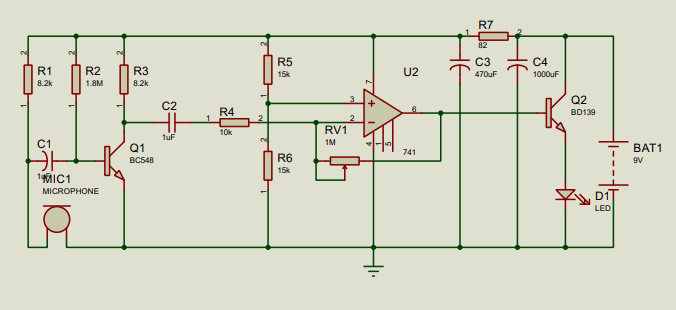 R7
1
2
82
2
2
2
2
R1
8.2k
R2
1.8M
R3
8.2k
R5
15k
7
U2
C3
470uF
C4
1000uF
1
1
1
1
3
2
6
C2
1uF
1
R4
2
10k
RV1
1M
4
1
5
741
Q2
BD139
C1
Q1
BC548
2
R6
15k
1
BAT1
9V
MIC1
MICROPHONE
D1
LED